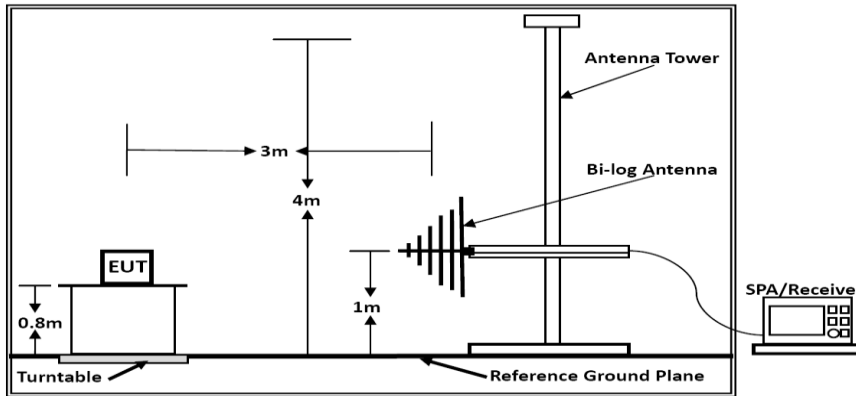 Antenna Tower
3m
Bi-log Antenna
4m
EUT
SPA/Receive
0.8m
1m
Turntable
Reference Ground Plane